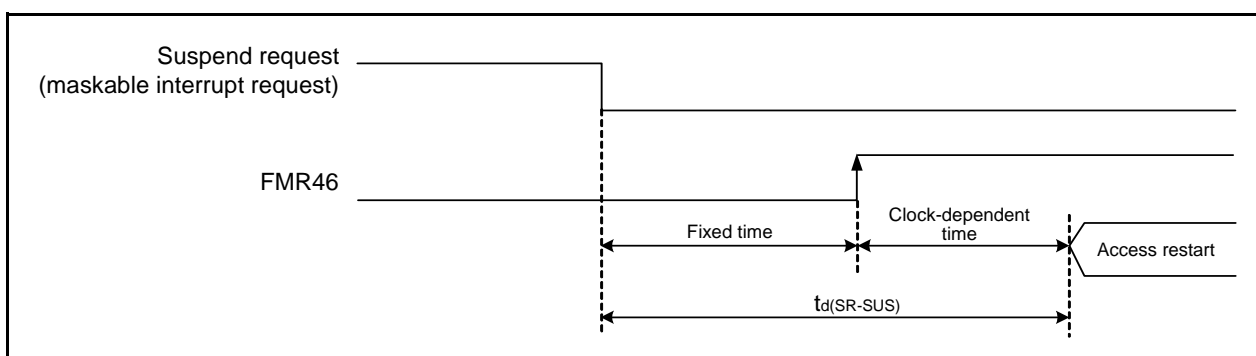 Suspend request
(maskable interrupt request)
FMR46
Fixed time
Clock-dependent
time
Access restart
td(SR-SUS)